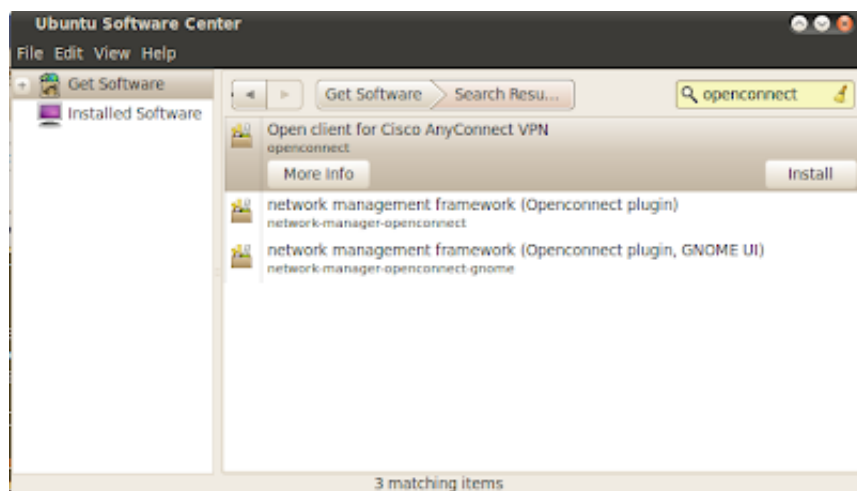 Ubuntu Software Center
File Edit View Help
Get Software
Installed Software
Get Software Search Resu... openconnect
Open client for Cisco AnyConnect VPN
openconnect
More Info Install
network management framework (Openconnect plugin)
network-manager-openconnect
network management framework (Openconnect plugin, GNOME UI)
network-manager-openconnect-gnome
3 matching items